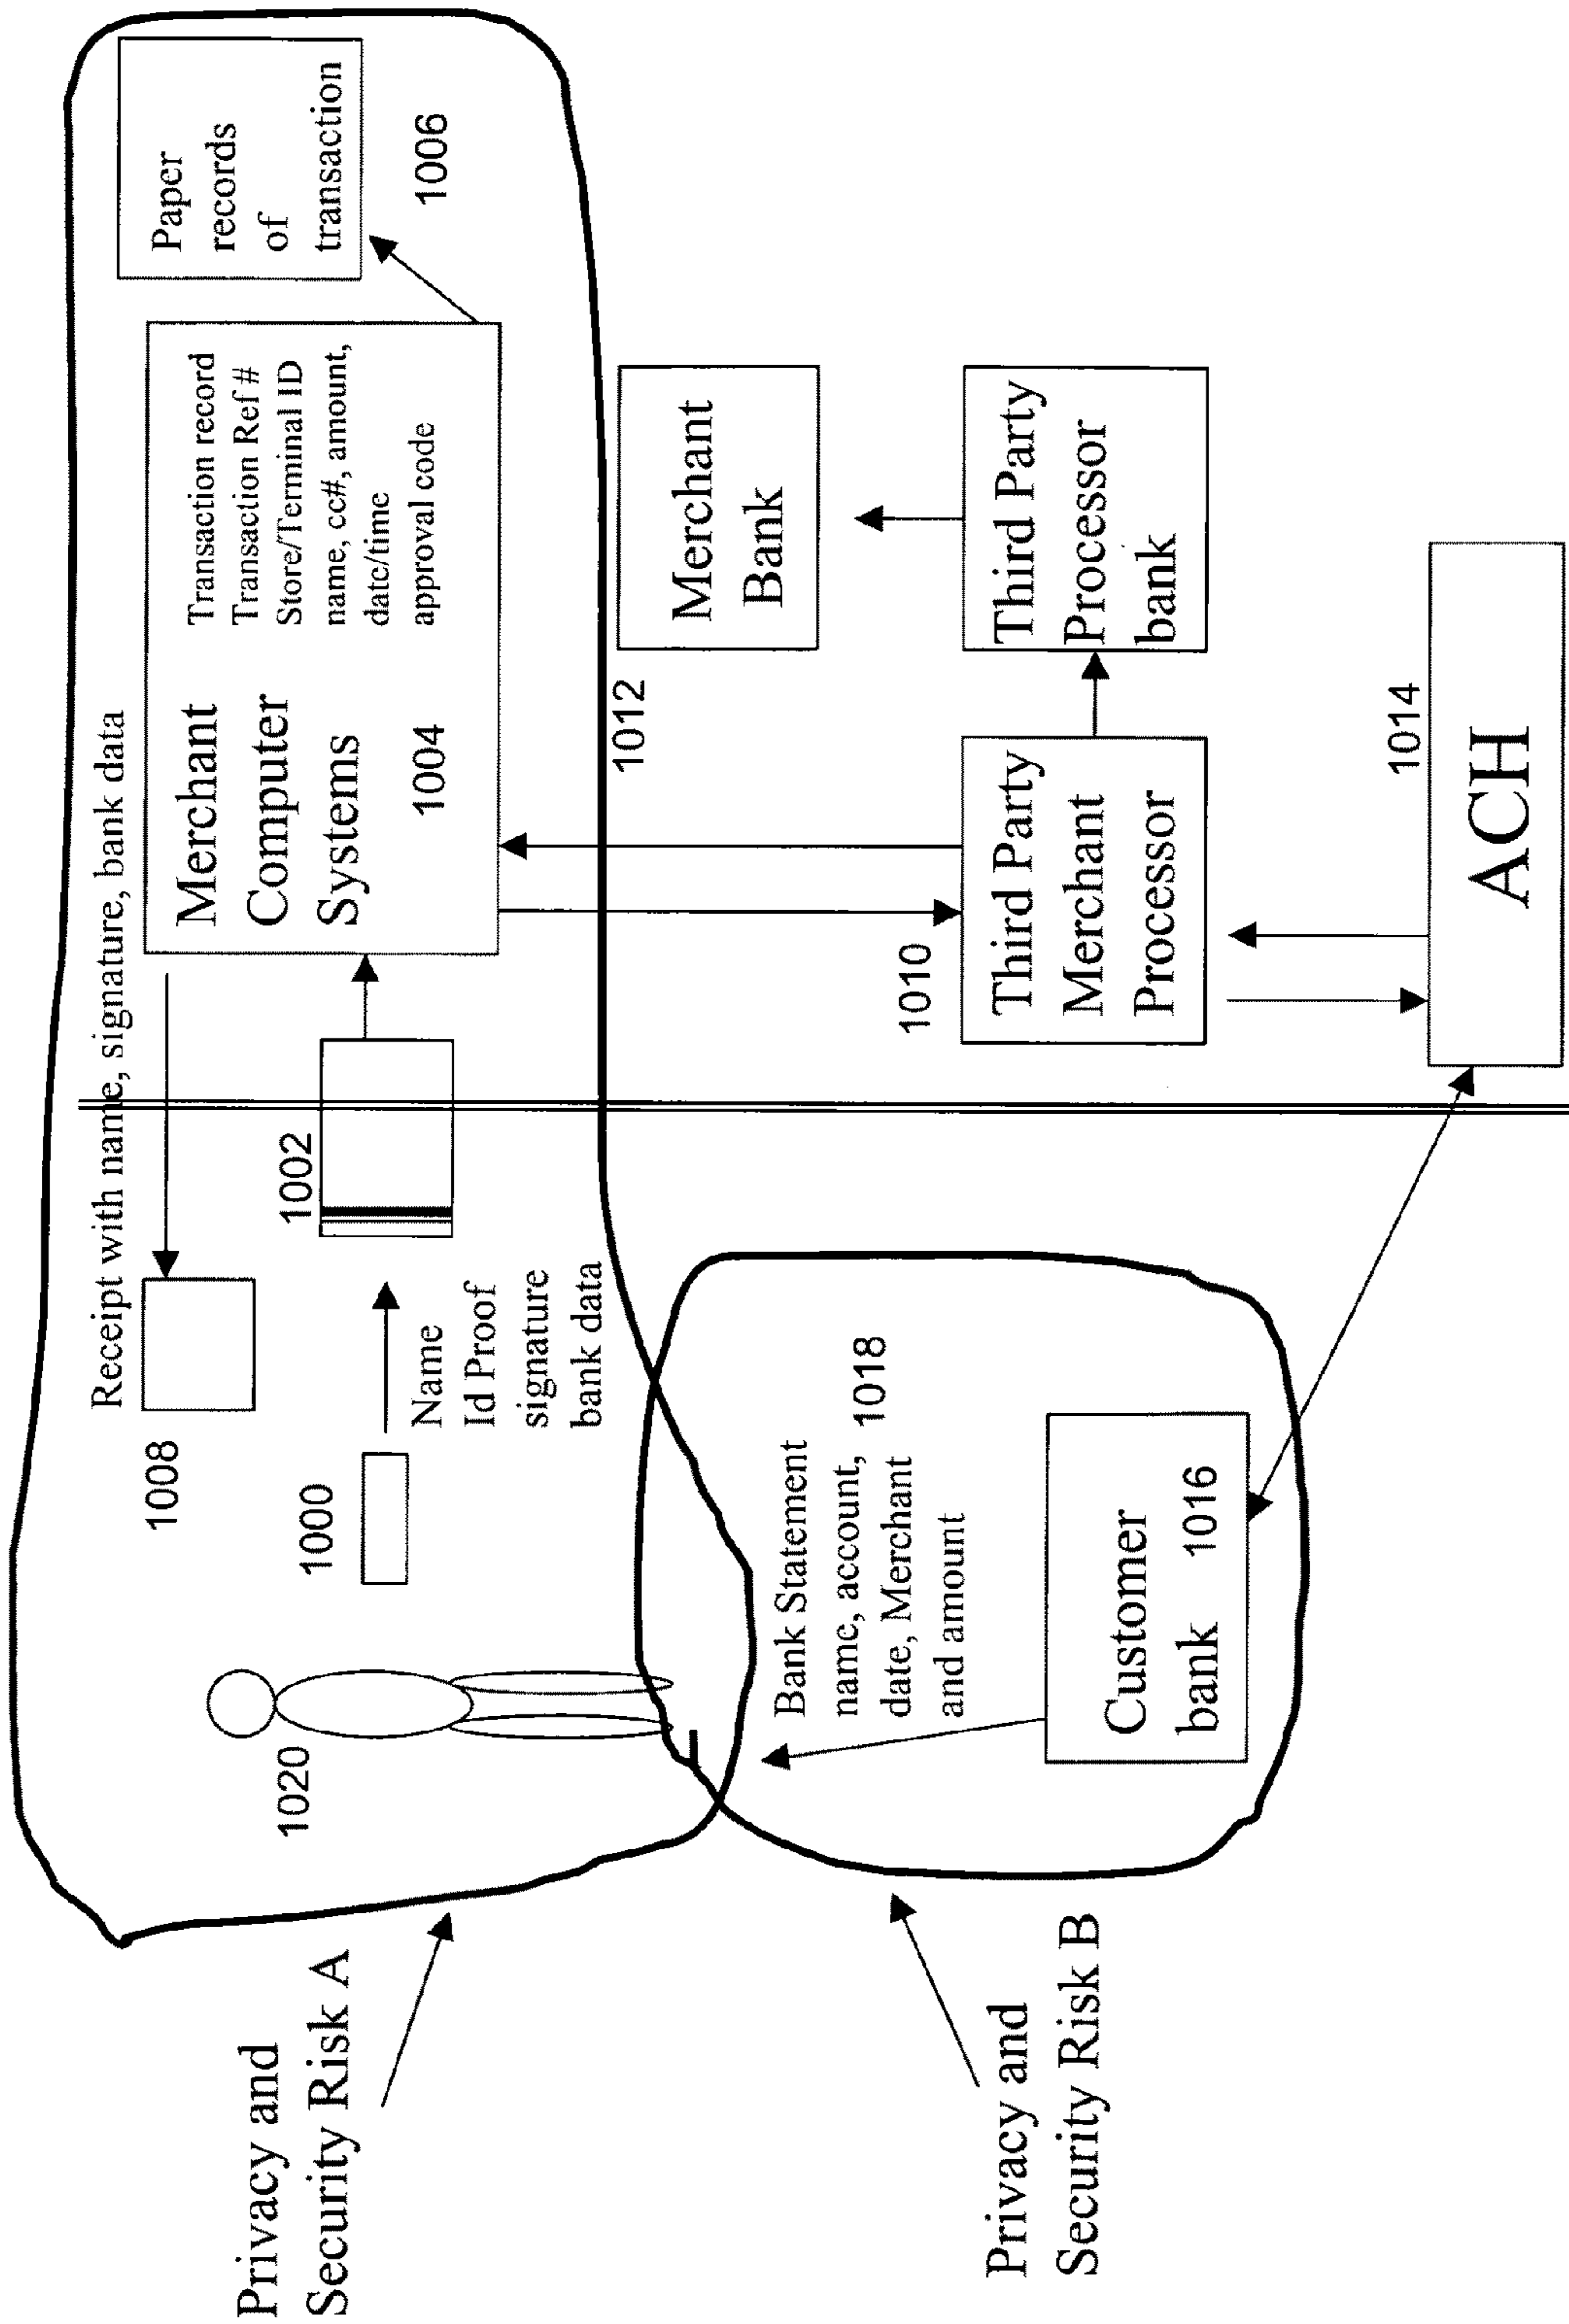 Receipt with name, signature, bank data
1008
1020
1000
Name
Id Proof
signature
bank data
1002
Merchant
Computer
Systems
1004
Transaction record
Transaction Ref #
Store/Terminal ID
name, cc#, amount,
date/time
approval code
Paper
records
of
transaction
1006
Privacy and
Security Risk A
1012
Merchant
Bank
Bank Statement
name, account,
date, Merchant
and amount
1018
1010
Third Party
Merchant
Processor
Third Party
Processor
bank
Customer
bank 1016
Privacy and
Security Risk B
1014
ACH